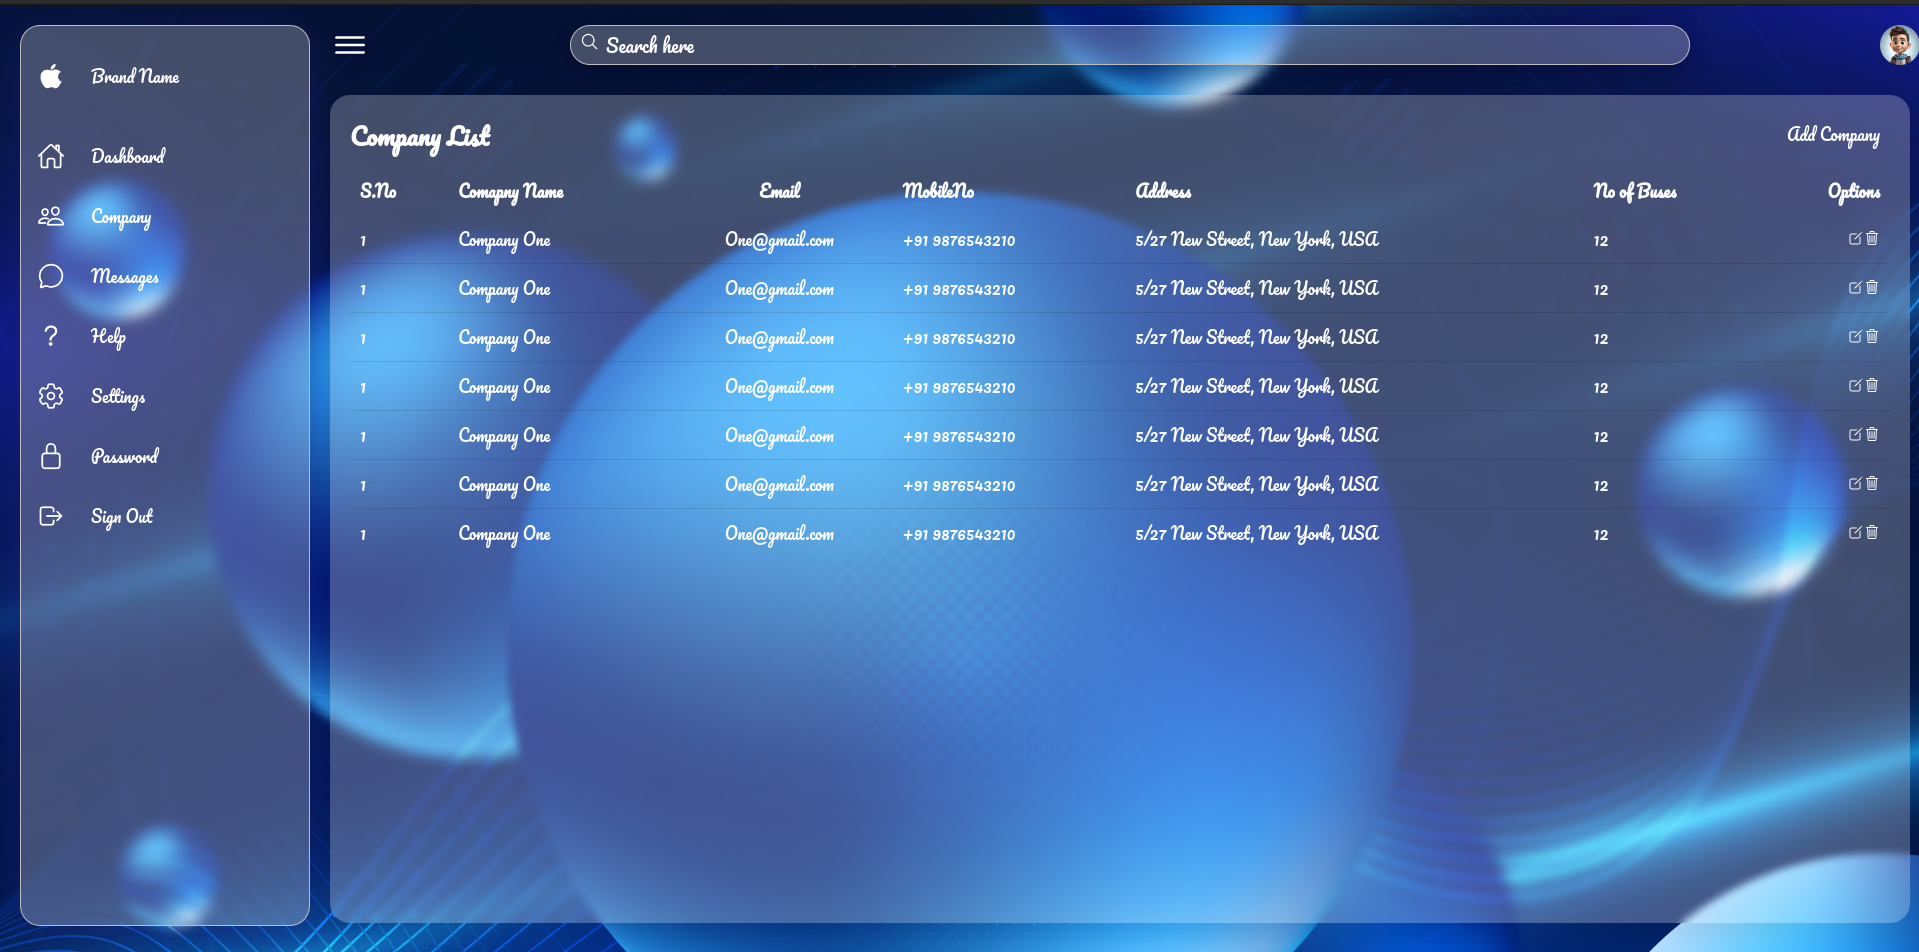 Search here
Brand Name
Dashboard
Company
Messages
Help
Settings
Password
Sign Out
Company List
Add Company
S.No Comapny Name Email MobileNo Address No of Buses Options
1 Company One One@gmail.com +91 9876543210 5/27 New Street, New York, USA 12
1 Company One One@gmail.com +91 9876543210 5/27 New Street, New York, USA 12
1 Company One One@gmail.com +91 9876543210 5/27 New Street, New York, USA 12
1 Company One One@gmail.com +91 9876543210 5/27 New Street, New York, USA 12
1 Company One One@gmail.com +91 9876543210 5/27 New Street, New York, USA 12
1 Company One One@gmail.com +91 9876543210 5/27 New Street, New York, USA 12
1 Company One One@gmail.com +91 9876543210 5/27 New Street, New York, USA 12